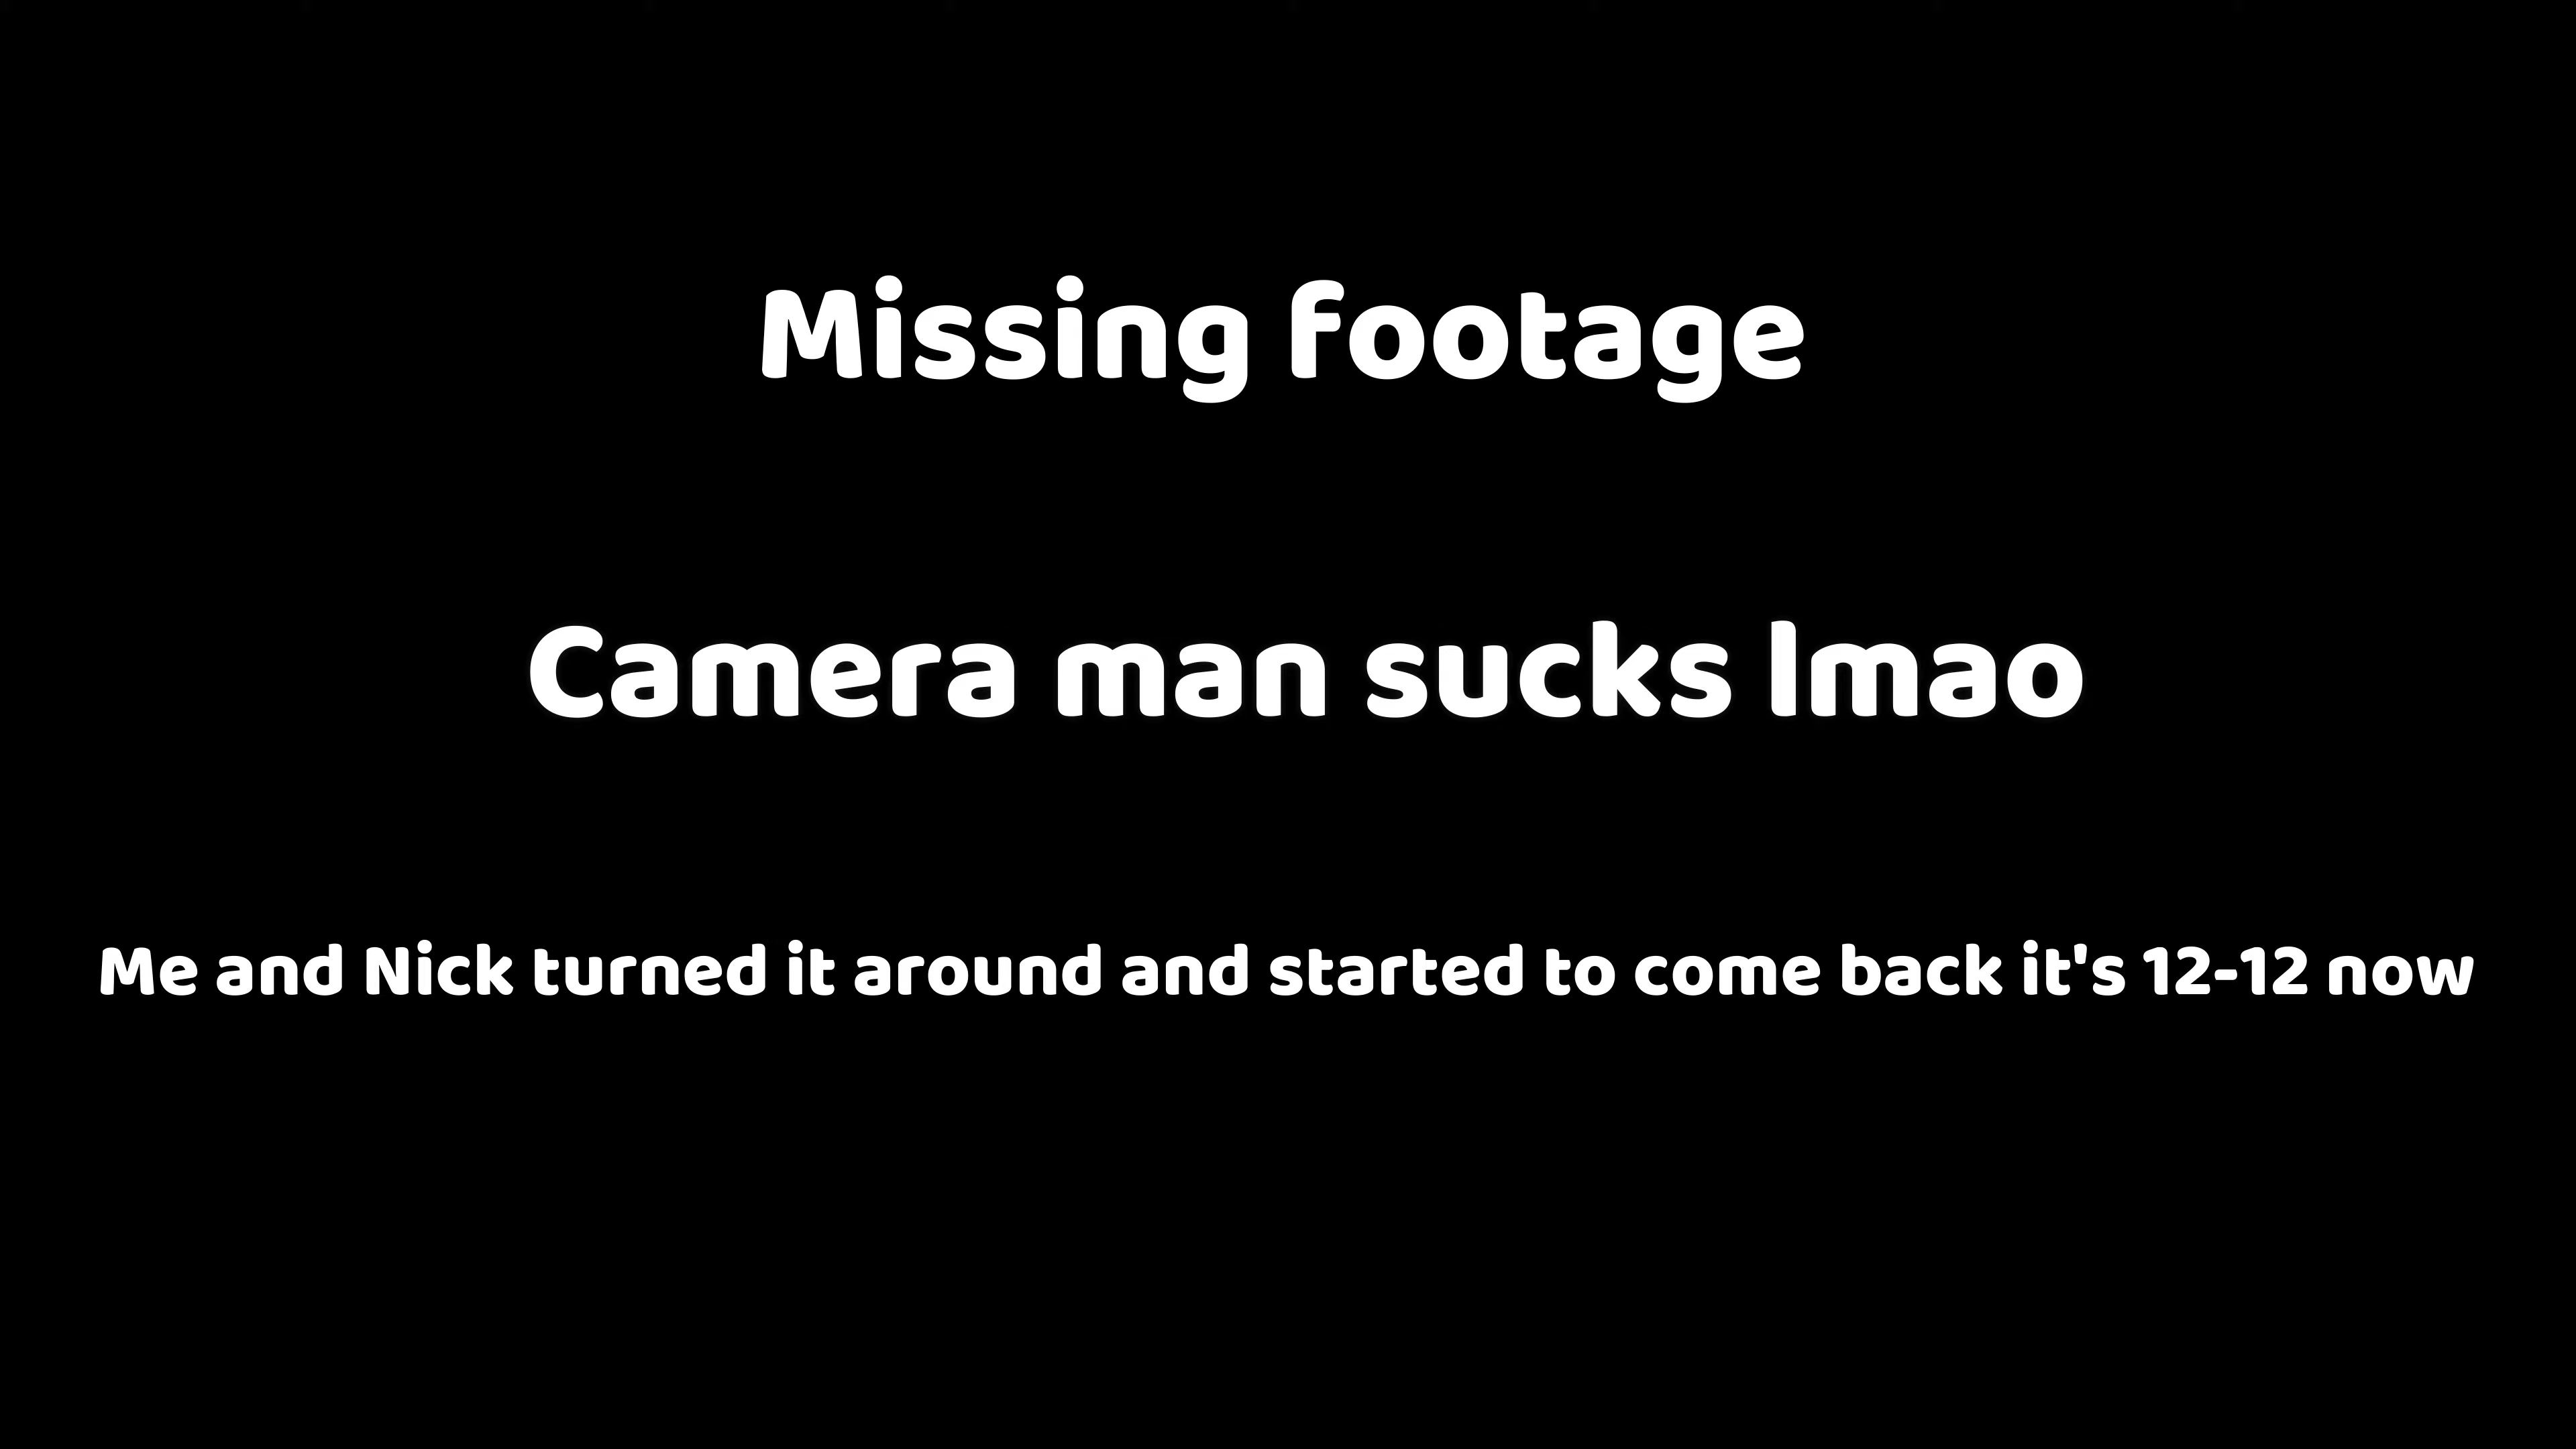 Missing footage
Camera man sucks lmao
Me and Nick turned it around and started to come back it's 12-12 now